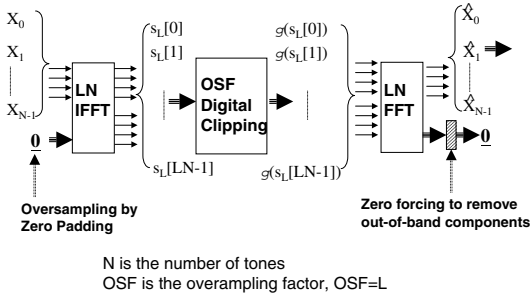 X0
X1
XN-1
0
LN
IFFT
sL[0]
sL[1]
sL[LN-1]
OSF
Digital
Clipping
g(sL[0])
g(sL[1])
g(sL[LN-1])
LN
FFT
X̂0
X̂1
X̂N-1
0
Oversampling by
Zero Padding
Zero forcing to remove
out-of-band components
N is the number of tones
OSF is the overampling factor, OSF=L